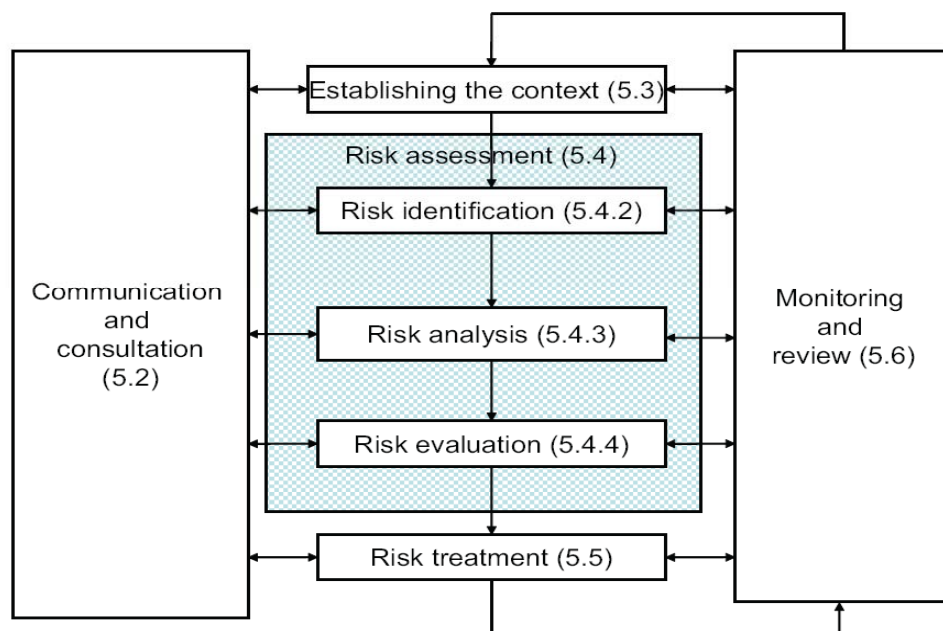 Establishing the context (5.3)
Risk assessment (5.4)
Risk identification (5.4.2)
Risk analysis (5.4.3)
Risk evaluation (5.4.4)
Risk treatment (5.5)
Communication
and
consultation
(5.2)
Monitoring
and
review (5.6)